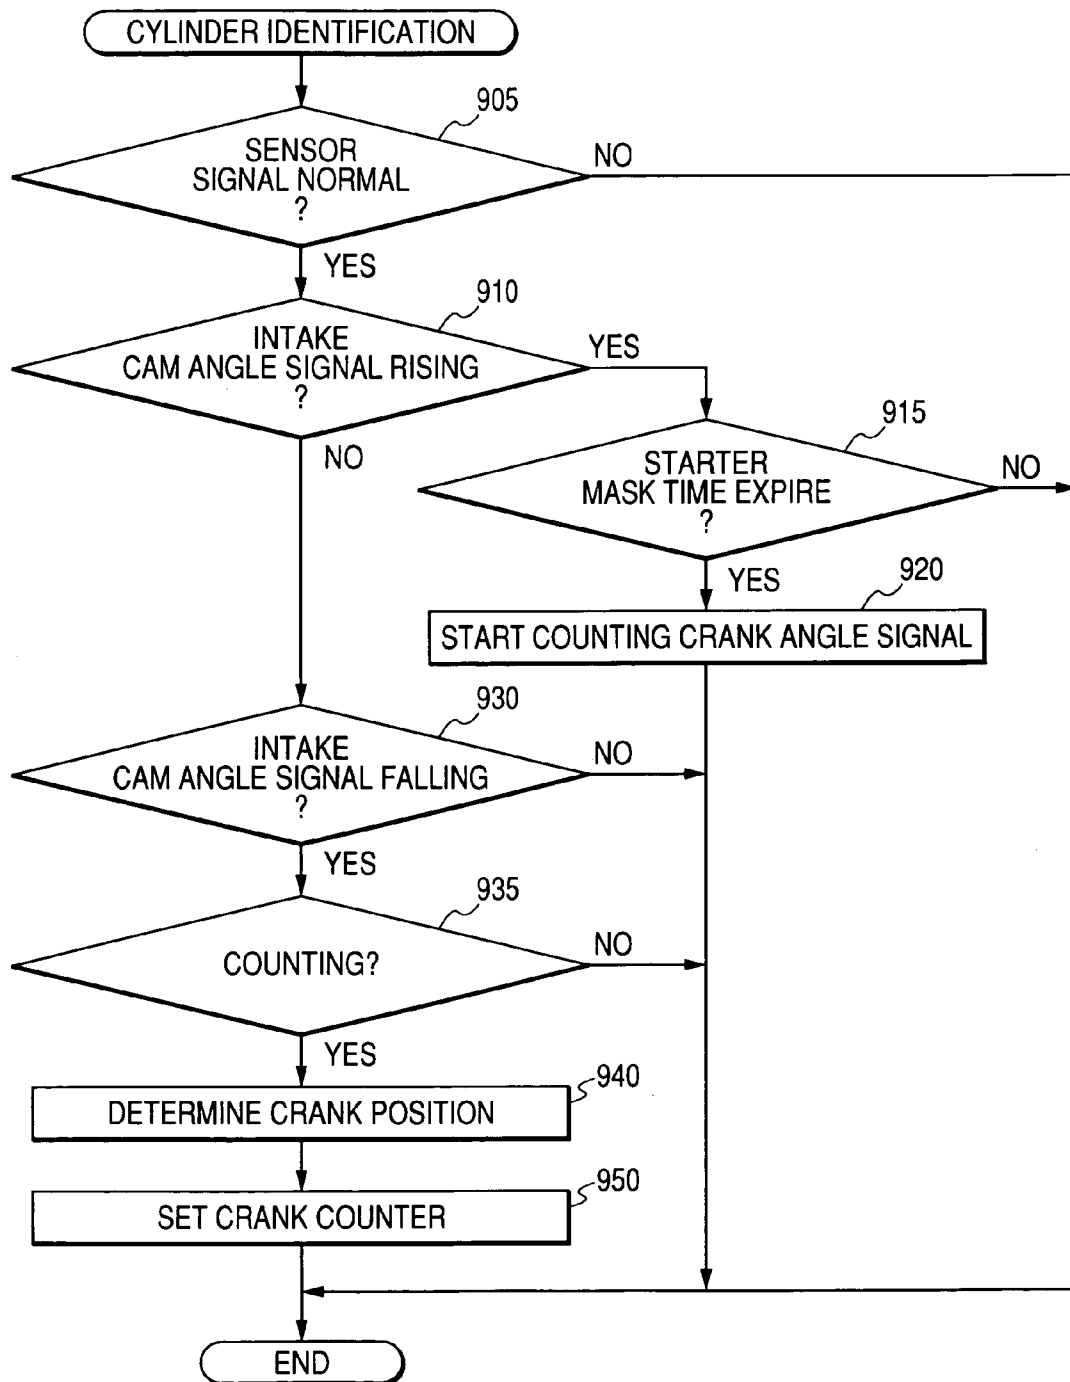 CYLINDER IDENTIFICATION
905
SENSOR
SIGNAL NORMAL
?
NO
YES
910
INTAKE
CAM ANGLE SIGNAL RISING
?
YES
NO
915
STARTER
MASK TIME EXPIRE
?
NO
YES
920
START COUNTING CRANK ANGLE SIGNAL
930
INTAKE
CAM ANGLE SIGNAL FALLING
?
NO
YES
935
COUNTING?
NO
YES
940
DETERMINE CRANK POSITION
950
SET CRANK COUNTER
END